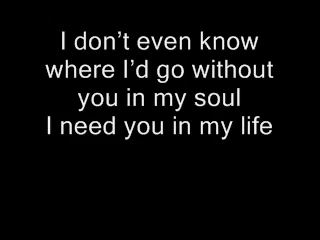 I don’t even know
where I’d go without
you in my soul
I need you in my life